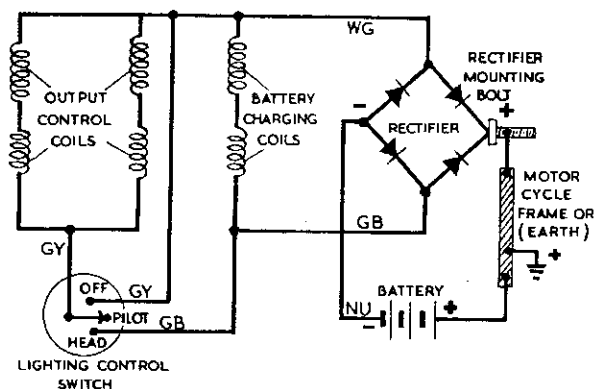 WG
RECTIFIER
MOUNTING
BOLT
+
-
RECTIFIER
OUTPUT
CONTROL
COILS
BATTERY
CHARGING
COILS
MOTOR
CYCLE
FRAME OR
(EARTH)
+
GY
GB
OFF
GY
PILOT
GB
HEAD
NU
BATTERY
-
+
LIGHTING CONTROL
SWITCH